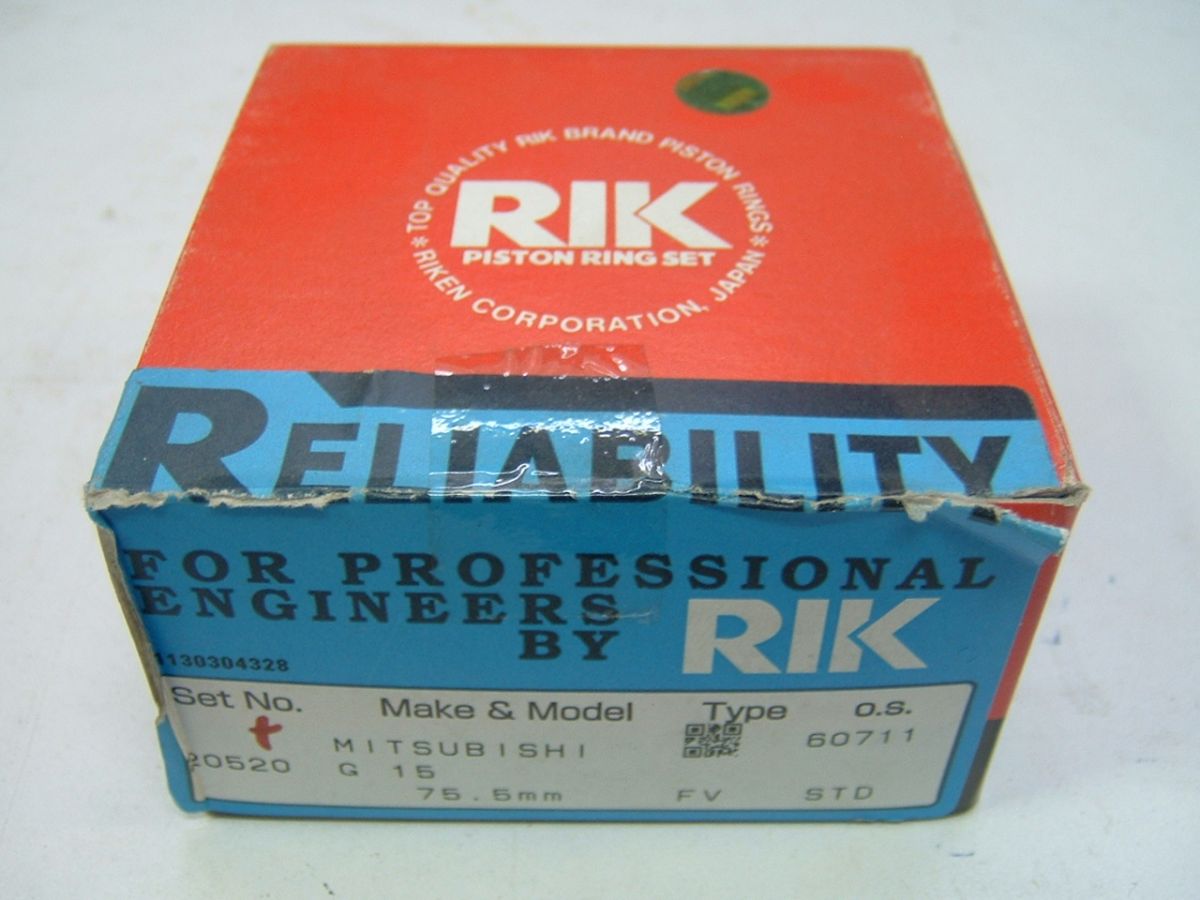 TOP QUALITY RIK BRAND PISTON RINGS
RIK
PISTON RING SET
*RIKEN CORPORATION, JAPAN*
RELIABILITY
FOR PROFESSIONAL
ENGINEERS
BY RIK
1130304328
Set No. Make & Model Type o.s.
MITSUBISHI 60711
20520 G 15
75.5mm FV STD